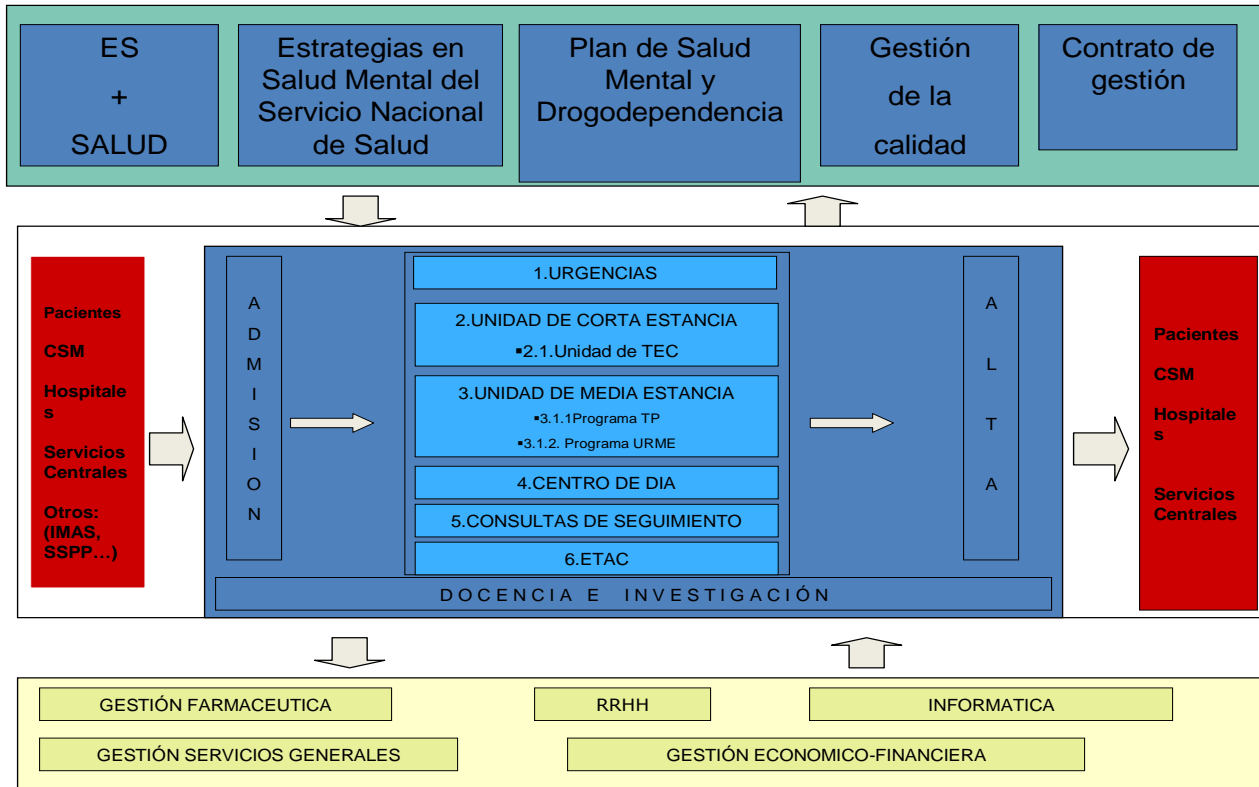 ES
+
SALUD
Estrategias en
Salud Mental del
Servicio Nacional
de Salud
Plan de Salud
Mental y
Drogodependencia
Gestión
de la
calidad
Contrato de
gestión
Pacientes
CSM
Hospitale
s
Servicios
Centrales
Otros:
(IMAS,
SSPP...)
A
D
M
I
S
I
O
N
1.URGENCIAS
2.UNIDAD DE CORTA ESTANCIA
▪2.1.Unidad de TEC
3.UNIDAD DE MEDIA ESTANCIA
▪3.1.1Programa TP
▪3.1.2. Programa URME
4.CENTRO DE DIA
5.CONSULTAS DE SEGUIMIENTO
6.ETAC
A
L
T
A
DOCENCIA E INVESTIGACIÓN
Pacientes
CSM
Hospitale
s
Servicios
Centrales
GESTIÓN FARMACEUTICA
RRHH
INFORMATICA
GESTIÓN SERVICIOS GENERALES
GESTIÓN ECONOMICO-FINANCIERA